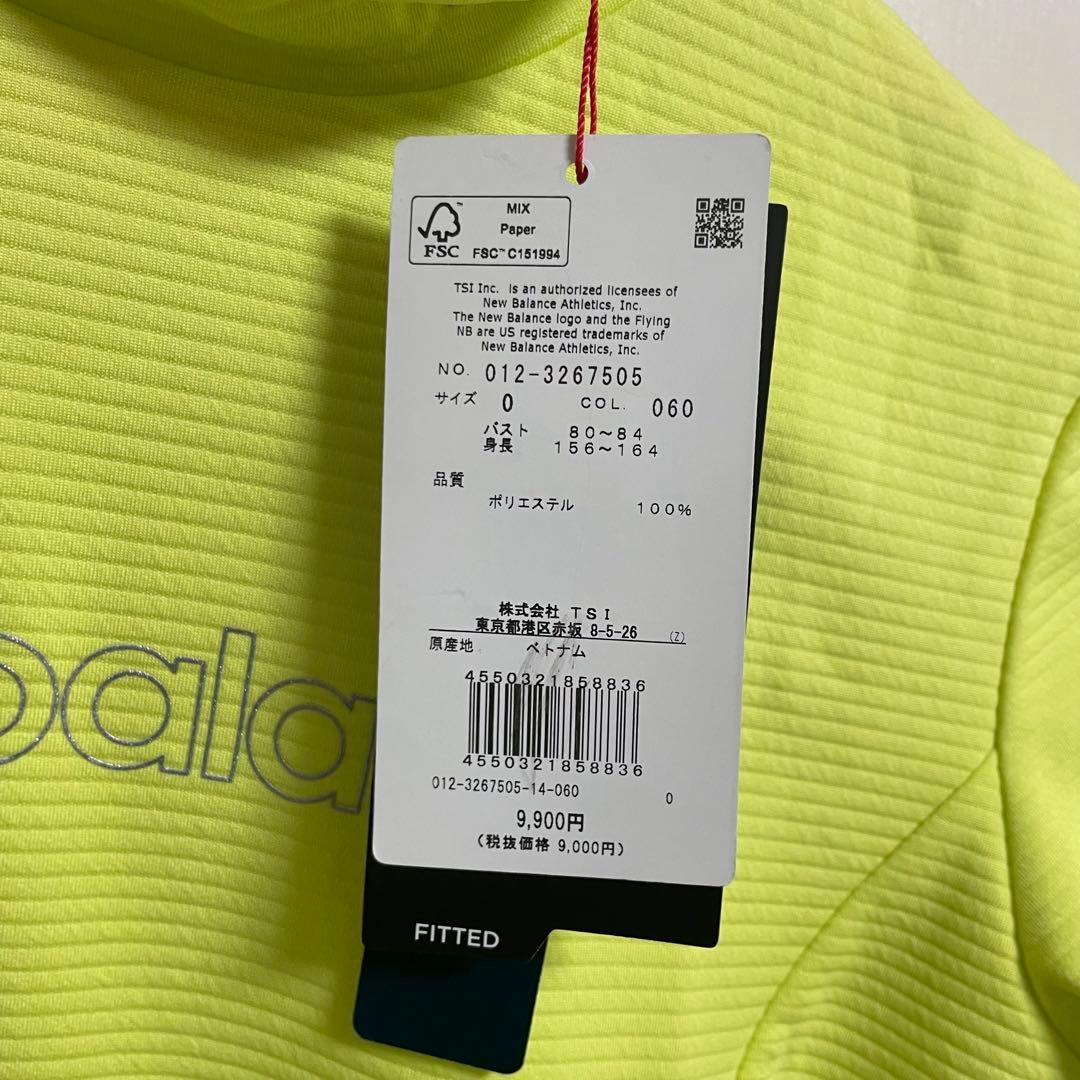 MIX
Paper
FSC™ C151994
FSC
TSI Inc. is an authorized licensees of
New Balance Athletics, Inc.
The New Balance logo and the Flying
NB are US registered trademarks of
New Balance Athletics, Inc.
NO. 012-3267505
サイズ 0 COL. 060
バスト 80～84
身長 156～164
品質
ポリエステル 100%
株式会社 TSI
東京都港区赤坂 8-5-26 (Z)
原産地 ベトナム
4550321858836
4550321858836
012-3267505-14-060 0
9,900円
(税抜価格 9,000円)
FITTED
bala